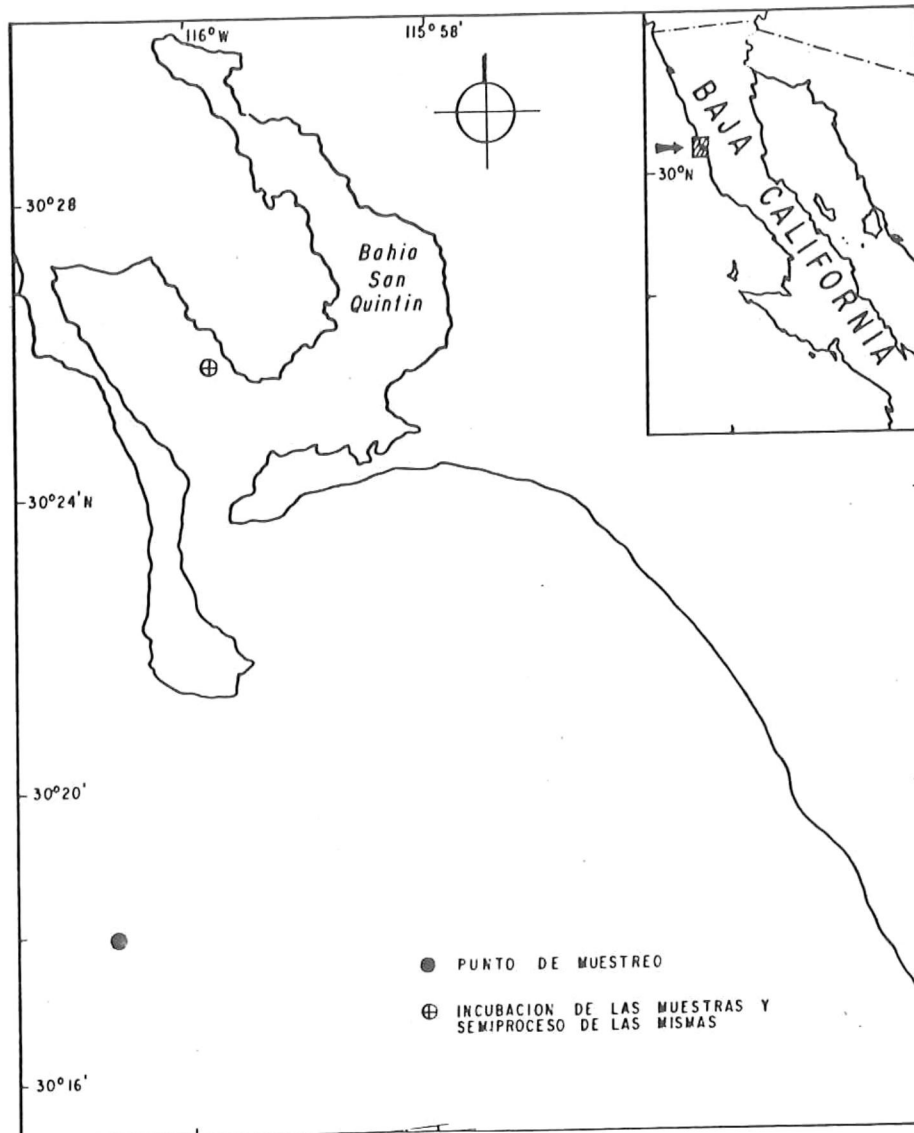 116°W
115°58'
30°28
Bahia
San
Quintin
30°24'N
30°20'
30°16'
BAJA
CALIFORNIA
30°N
PUNTO DE MUESTREO
INCUBACION DE LAS MUESTRAS Y
SEMIPROCESO DE LAS MISMAS